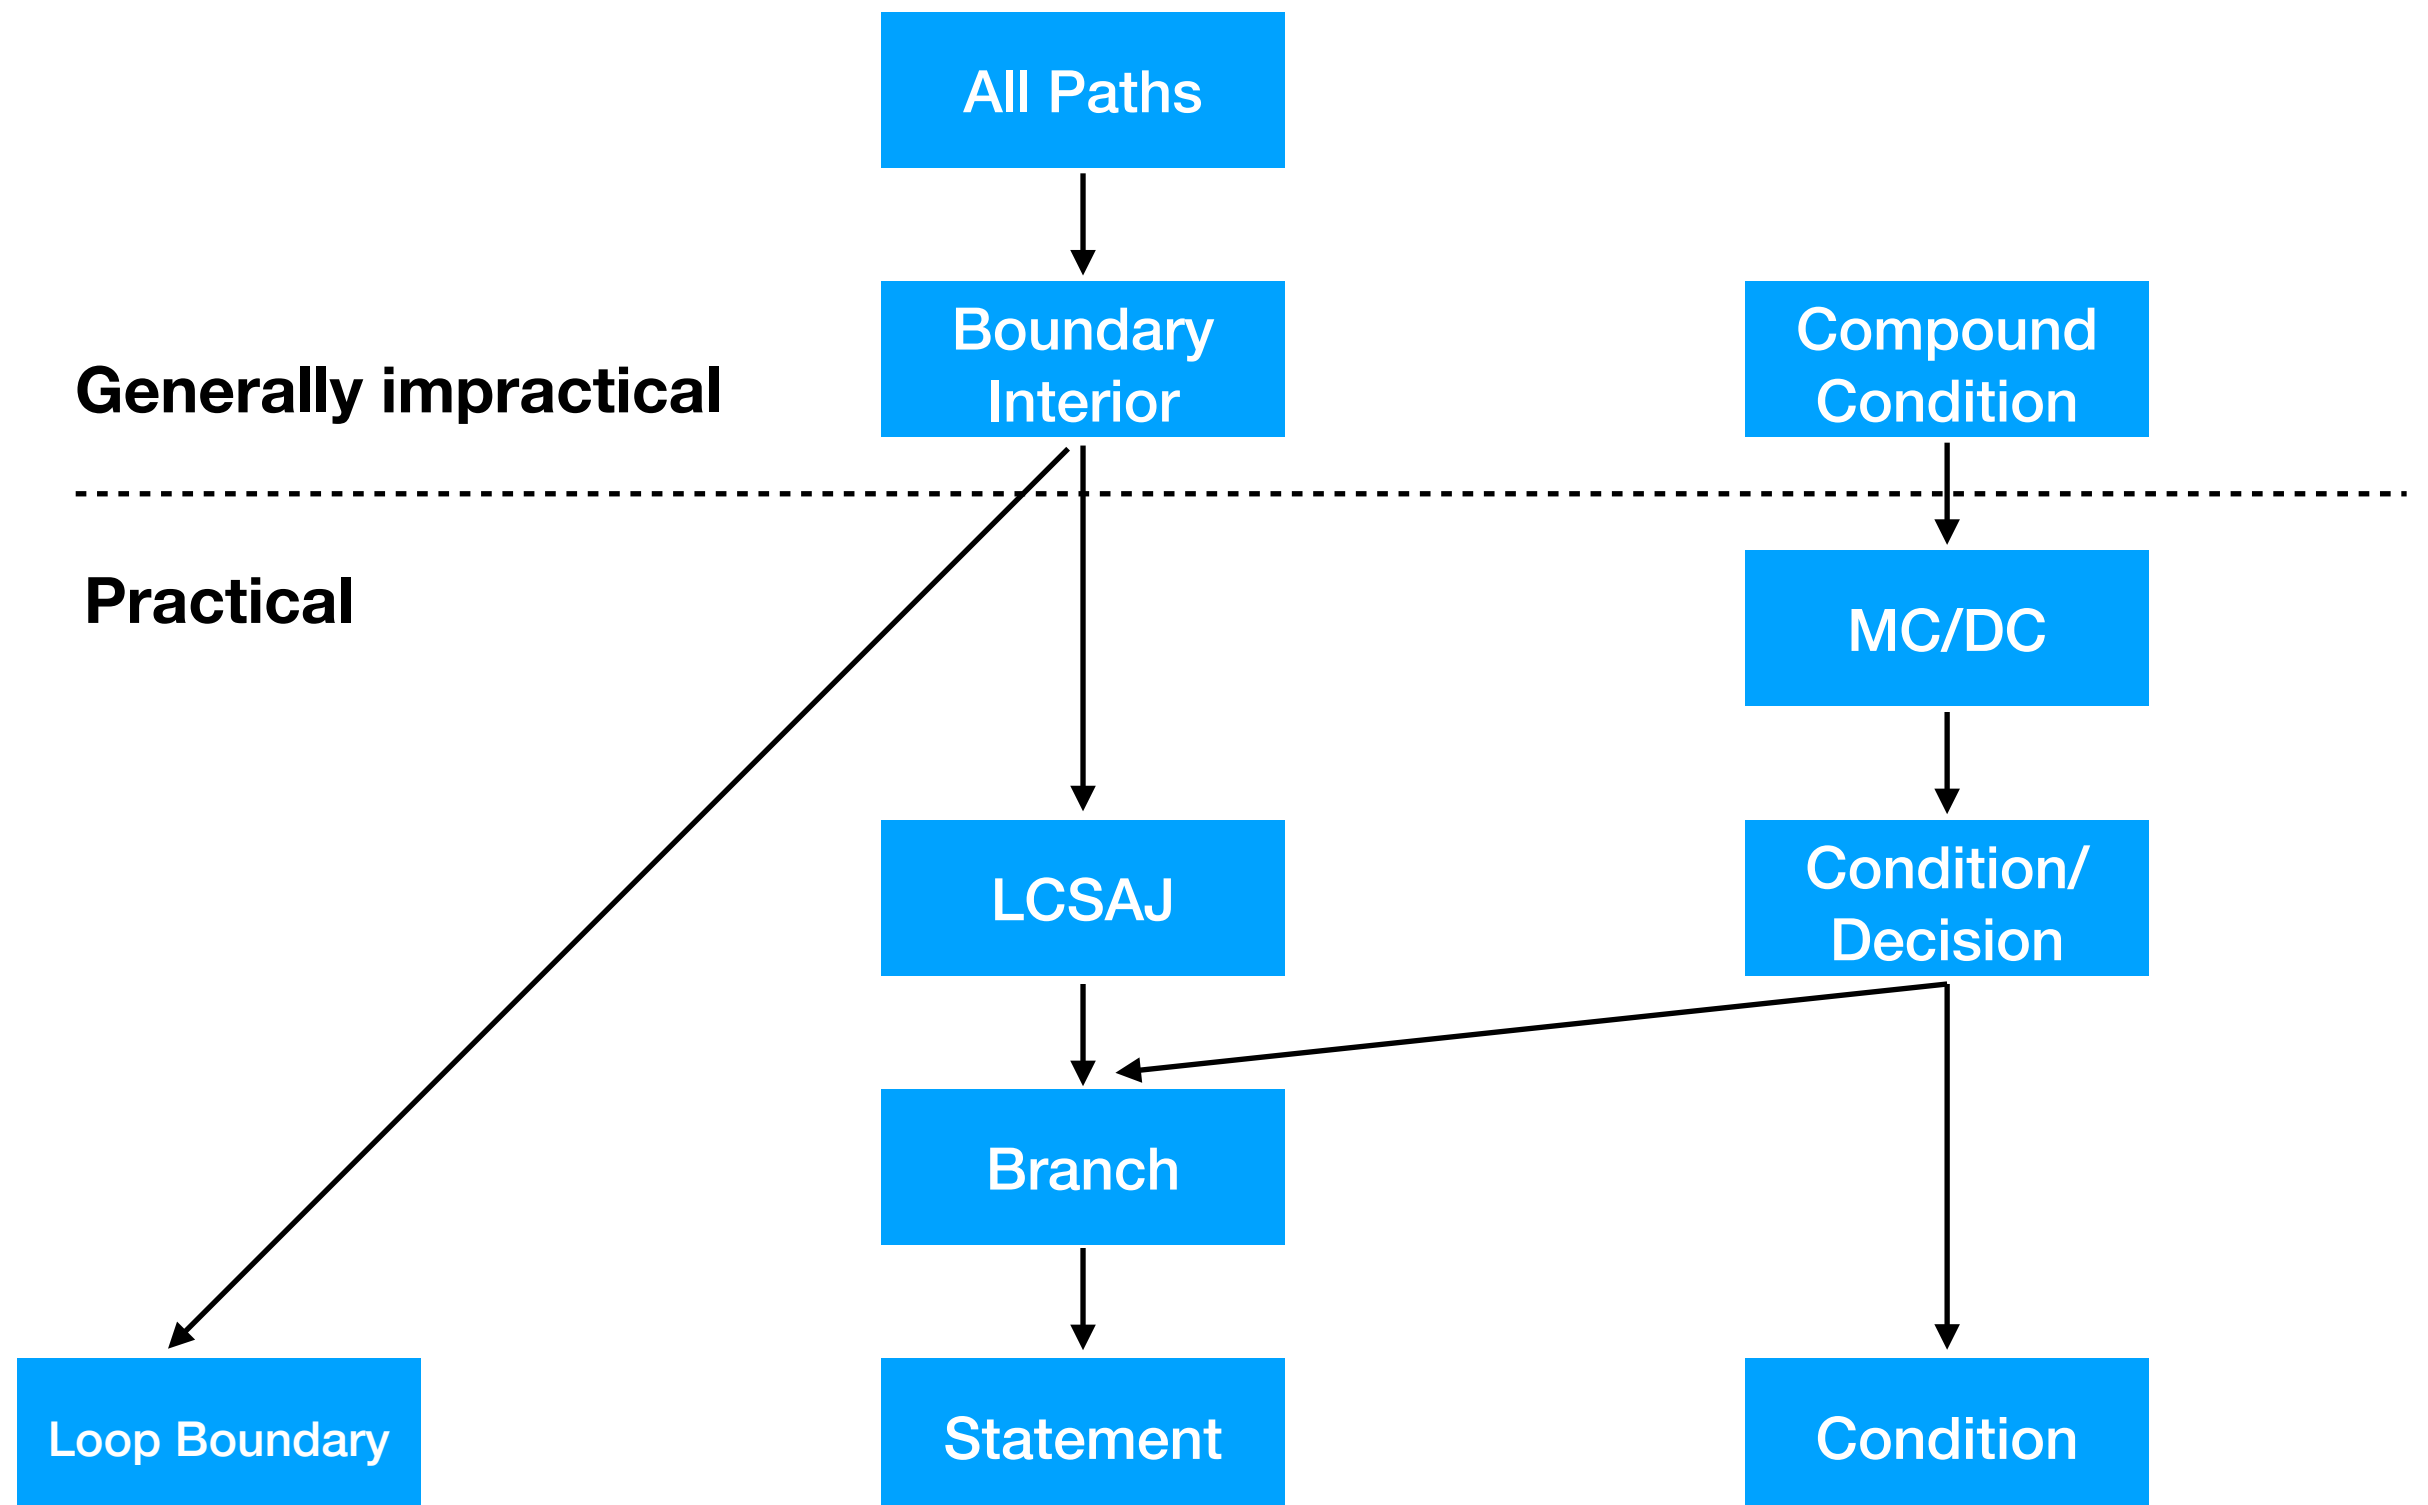 All Paths
Boundary
Interior
Compound
Condition
Generally impractical
Practical
MC/DC
LCSAJ
Condition/
Decision
Branch
Loop Boundary
Statement
Condition